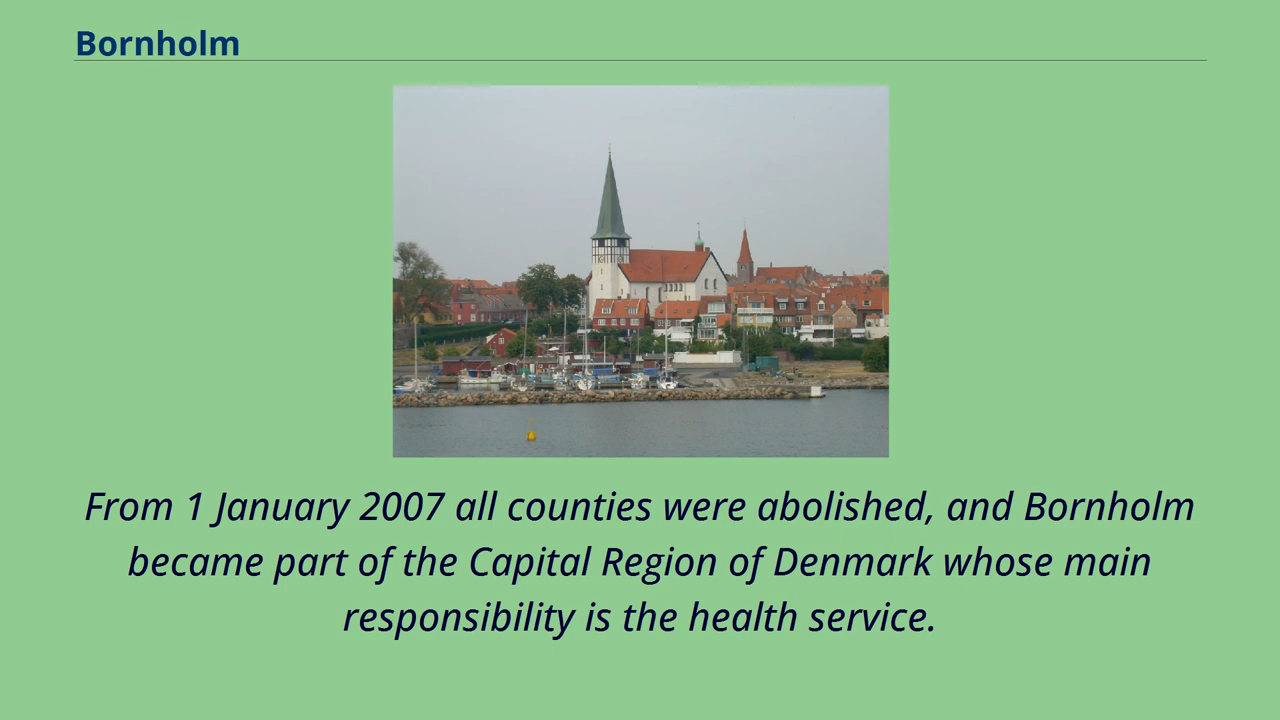 Bornholm
From 1 January 2007 all counties were abolished, and Bornholm
became part of the Capital Region of Denmark whose main
responsibility is the health service.